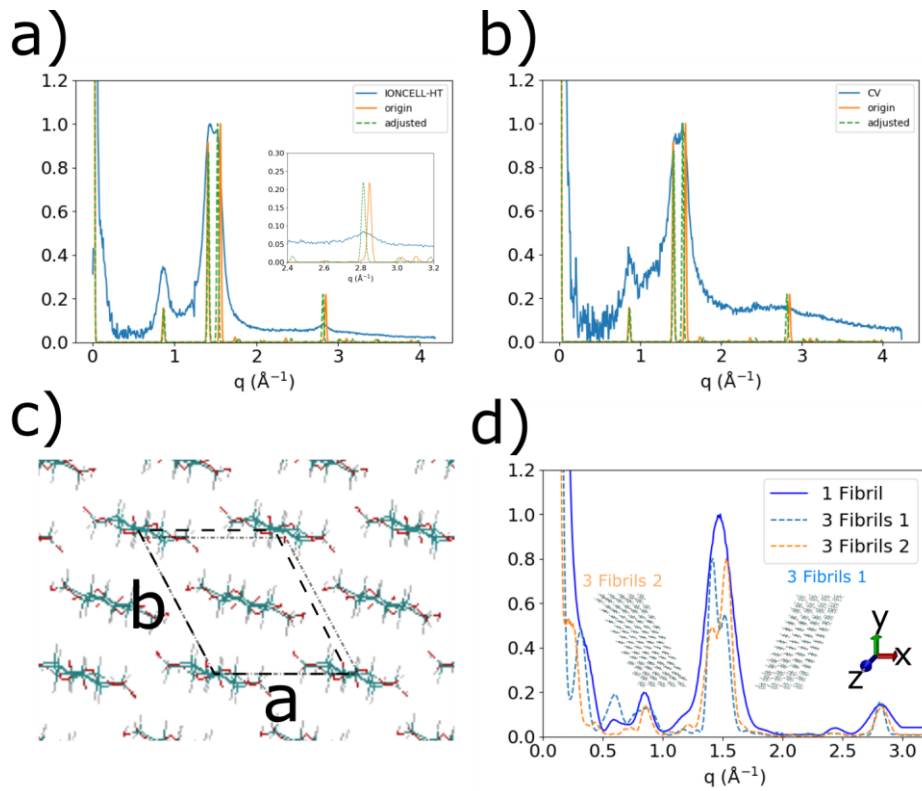 a)
1.2
1.0
0.8
0.6
0.4
0.2
0.0
0
1
2
3
4
q (Å⁻¹)
IONCELL-HT
origin
adjusted
0.30
0.25
0.20
0.15
0.10
0.05
0.00
2.4
2.6
2.8
3.0
3.2
q (Å⁻¹)
b)
1.2
1.0
0.8
0.6
0.4
0.2
0.0
0
1
2
3
4
q (Å⁻¹)
CV
origin
adjusted
c)
b
a
d)
1.2
1.0
0.8
0.6
0.4
0.2
0.0
0.0
0.5
1.0
1.5
2.0
2.5
3.0
q (Å⁻¹)
1 Fibril
3 Fibrils 1
3 Fibrils 2
3 Fibrils 2
3 Fibrils 1
y
x
z